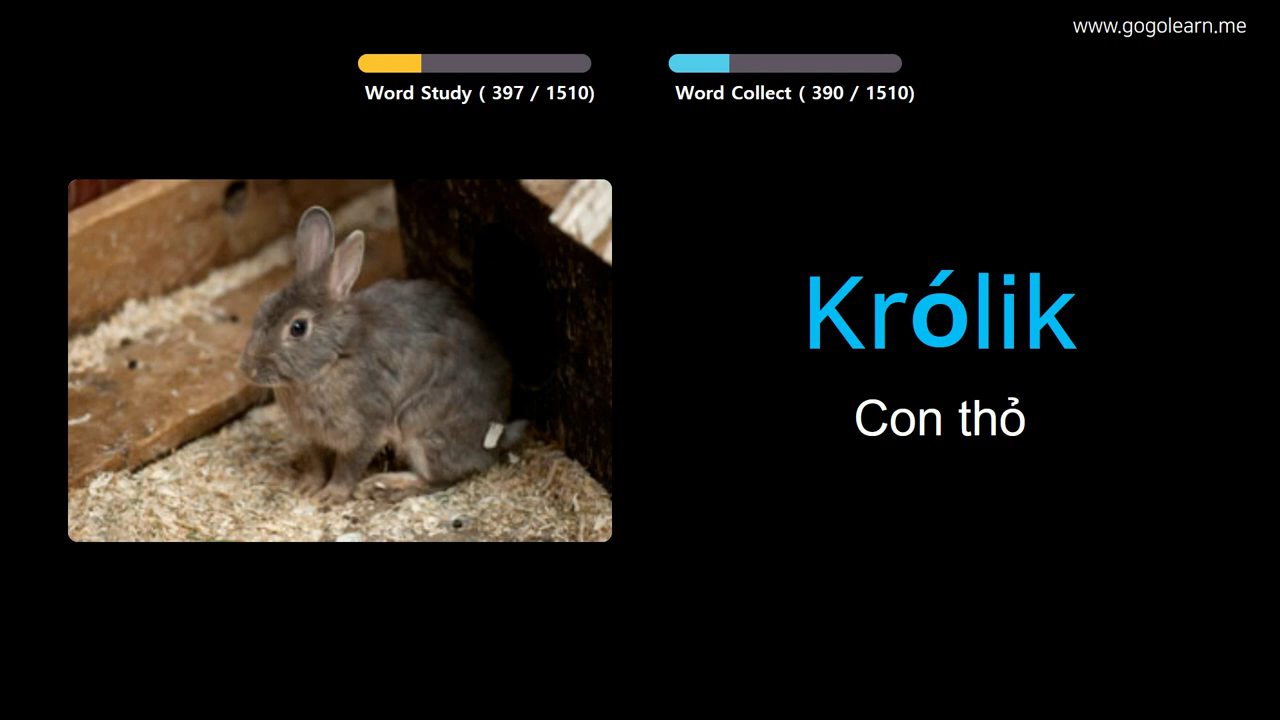 www.gogolearn.me
Word Study ( 397 / 1510)
Word Collect ( 390 / 1510)
Królik
Con thỏ